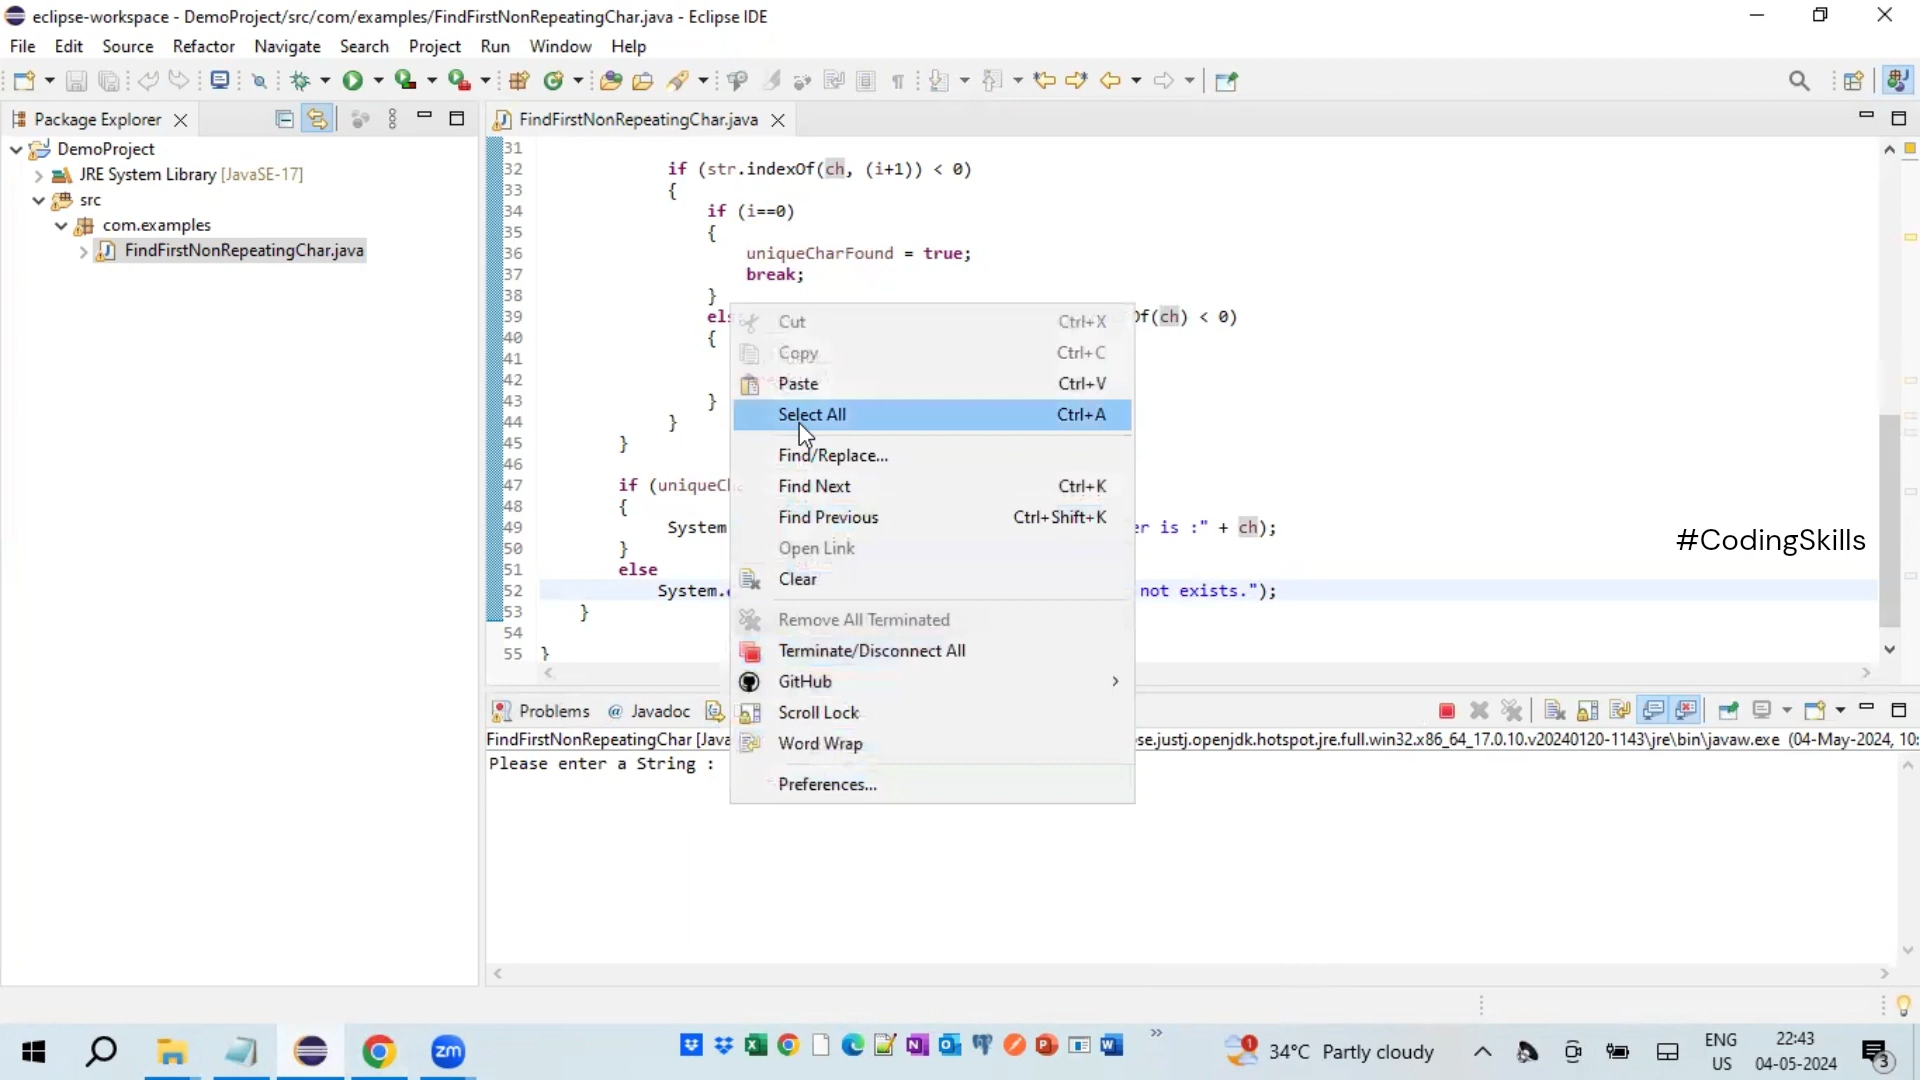 eclipse-workspace - DemoProject/src/com/examples/FindFirstNonRepeatingChar.java - Eclipse IDE
File Edit Source Refactor Navigate Search Project Run Window Help
Package Explorer
DemoProject
JRE System Library [JavaSE-17]
src
com.examples
FindFirstNonRepeatingChar.java
FindFirstNonRepeatingChar.java
31
32 if (str.indexOf(ch, (i+1)) < 0)
33 {
34 if (i==0)
35 {
36 uniqueCharFound = true;
37 break;
38 }
39 els Of(ch) < 0)
40 {
41
42
43 }
44 }
45 }
46
47 if (uniqueCh
48 {
49 System er is :" + ch);
50 }
51 else
52 System. not exists.");
53 }
54
55 }
Cut Ctrl+X
Copy Ctrl+C
Paste Ctrl+V
Select All Ctrl+A
Find/Replace...
Find Next Ctrl+K
Find Previous Ctrl+Shift+K
Open Link
Clear
Remove All Terminated
Terminate/Disconnect All
GitHub
Scroll Lock
Word Wrap
Preferences...
#CodingSkills
Problems @ Javadoc
FindFirstNonRepeatingChar [Java se.justj.openjdk.hotspot.jre.full.win32.x86_64_17.0.10.v20240120-1143\jre\bin\javaw.exe (04-May-2024, 10:
Please enter a String :
zm
34°C Partly cloudy
ENG
US
22:43
04-05-2024
3